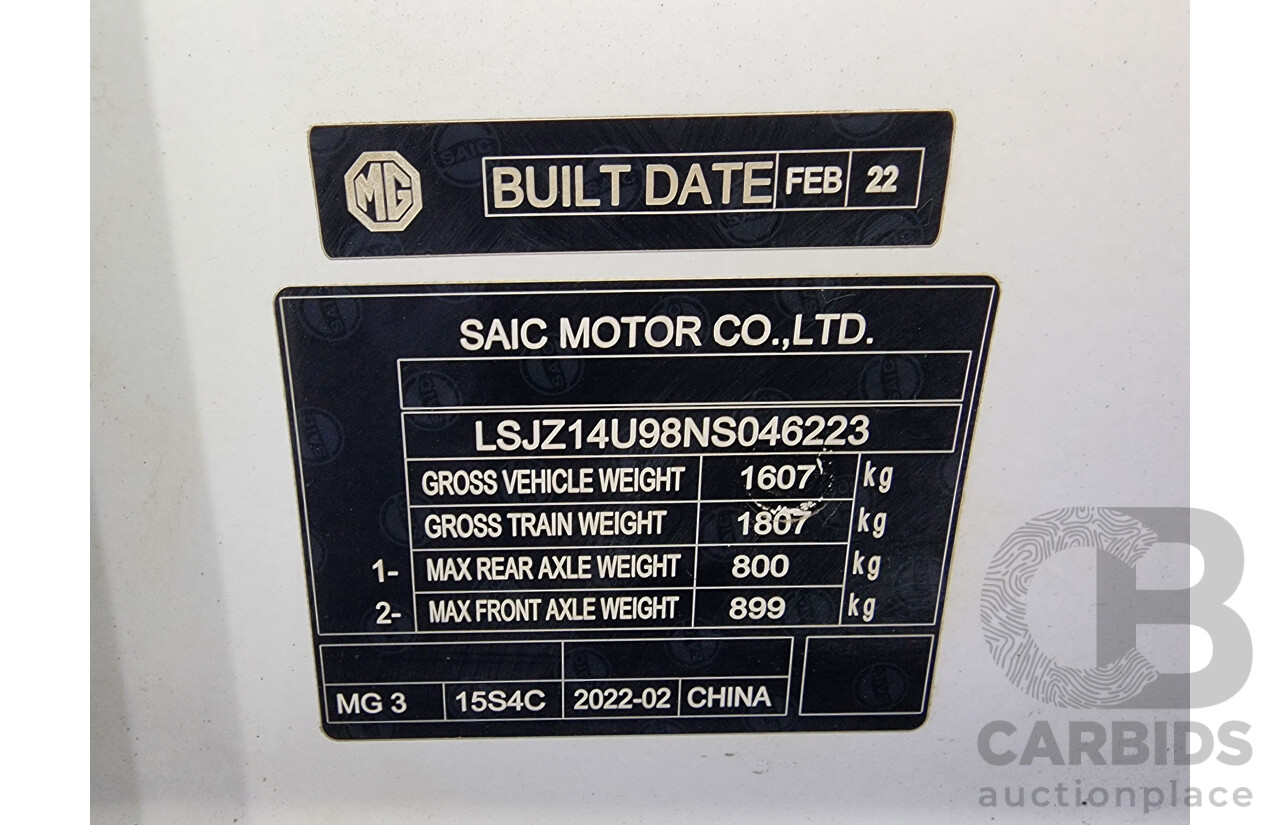 MG BUILT DATE FEB 22
SAIC MOTOR CO.,LTD.
LSJZ14U98NS046223
GROSS VEHICLE WEIGHT 1607 kg
GROSS TRAIN WEIGHT 1807 kg
1- MAX REAR AXLE WEIGHT 800 kg
2- MAX FRONT AXLE WEIGHT 899 kg
MG 3 15S4C 2022-02 CHINA
SAIC
CB
CARBIDS
auctionplace